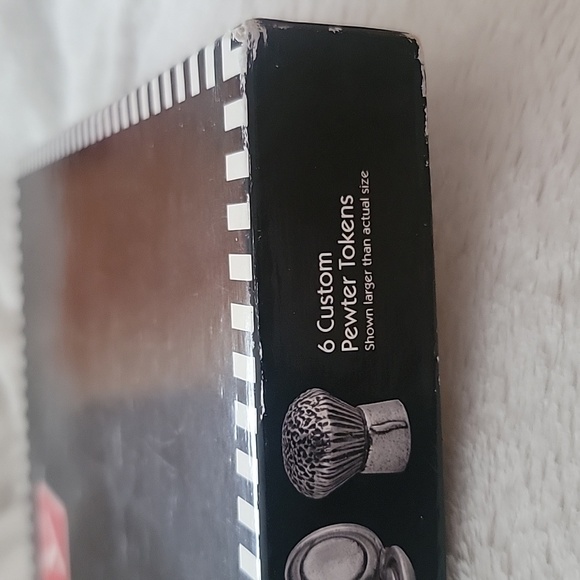 6 Custom
Pewter Tokens
Shown larger than actual size